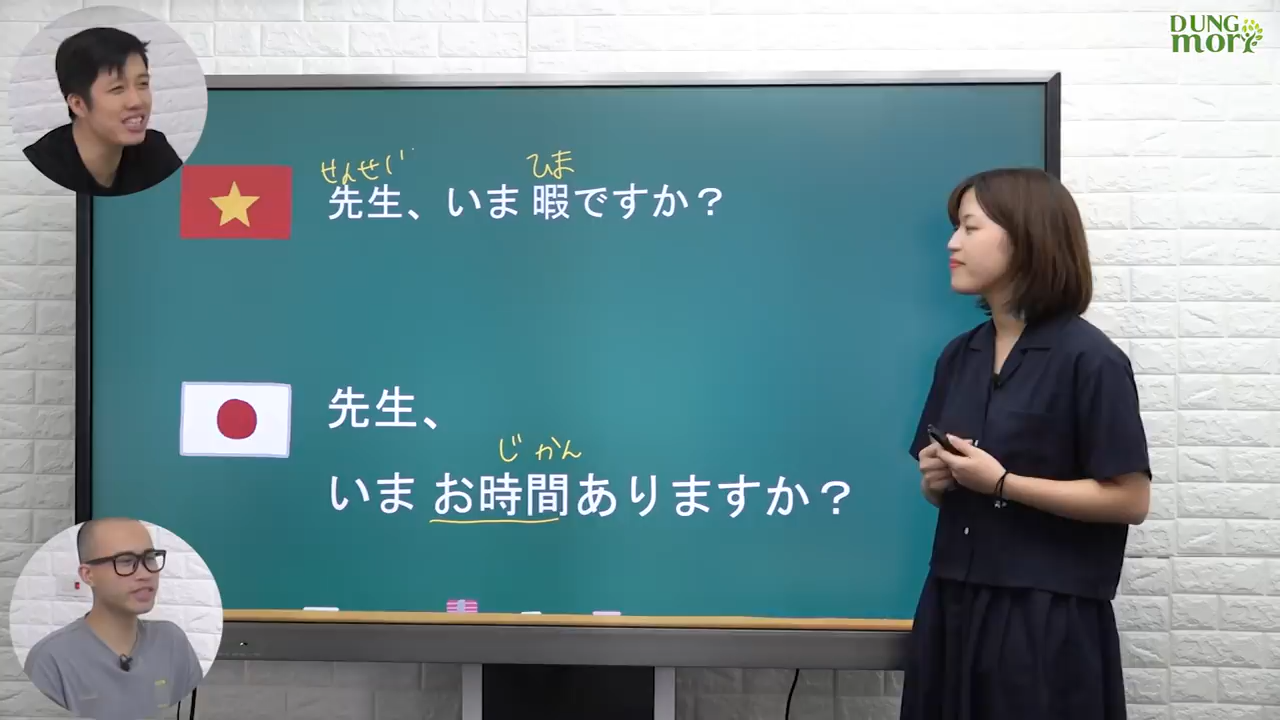 DUNG
mori
せんせい
ひま
先生、いま 暇ですか?
先生、
じかん
いま お時間ありますか?